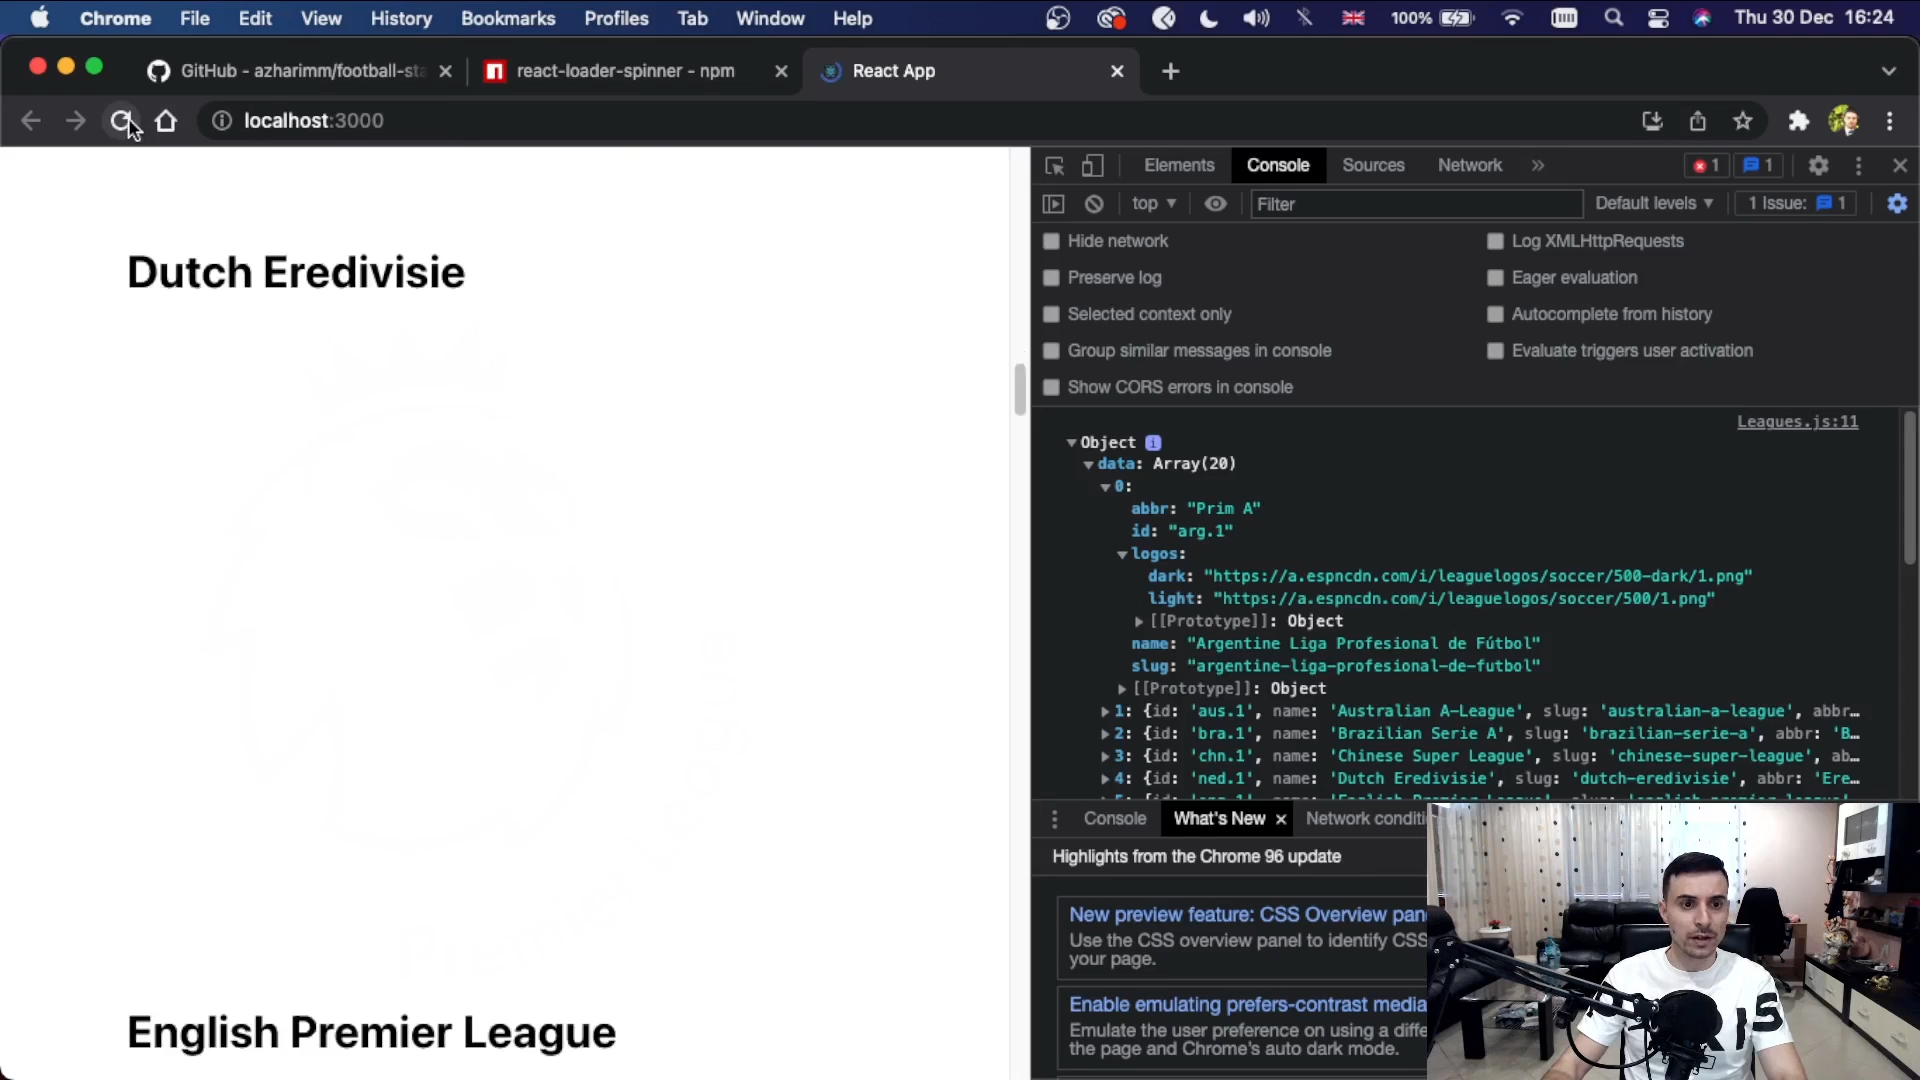 Chrome File Edit View History Bookmarks Profiles Tab Window Help 100% Thu 30 Dec 16:24
GitHub - azharimm/football-sta
react-loader-spinner - npm
React App
localhost:3000
Elements Console Sources Network » 1 1
top Filter Default levels 1 Issue: 1
Hide network Log XMLHttpRequests
Preserve log Eager evaluation
Selected context only Autocomplete from history
Group similar messages in console Evaluate triggers user activation
Show CORS errors in console
Leagues.js:11
Object i
data: Array(20)
0:
abbr: "Prim A"
id: "arg.1"
logos:
dark: "https://a.espncdn.com/i/leaguelogos/soccer/500-dark/1.png"
light: "https://a.espncdn.com/i/leaguelogos/soccer/500/1.png"
[[Prototype]]: Object
name: "Argentine Liga Profesional de Fútbol"
slug: "argentine-liga-profesional-de-futbol"
[[Prototype]]: Object
1: {id: 'aus.1', name: 'Australian A-League', slug: 'australian-a-league', abbr…
2: {id: 'bra.1', name: 'Brazilian Serie A', slug: 'brazilian-serie-a', abbr: 'B…
3: {id: 'chn.1', name: 'Chinese Super League', slug: 'chinese-super-league', ab…
4: {id: 'ned.1', name: 'Dutch Eredivisie', slug: 'dutch-eredivisie', abbr: 'Ere…
Console What's New Network conditi
Highlights from the Chrome 96 update
New preview feature: CSS Overview pan
Use the CSS overview panel to identify CSS
your page.
Enable emulating prefers-contrast media
Emulate the user preference on using a diffe
the page and Chrome's auto dark mode.
Dutch Eredivisie
Premier League
English Premier League